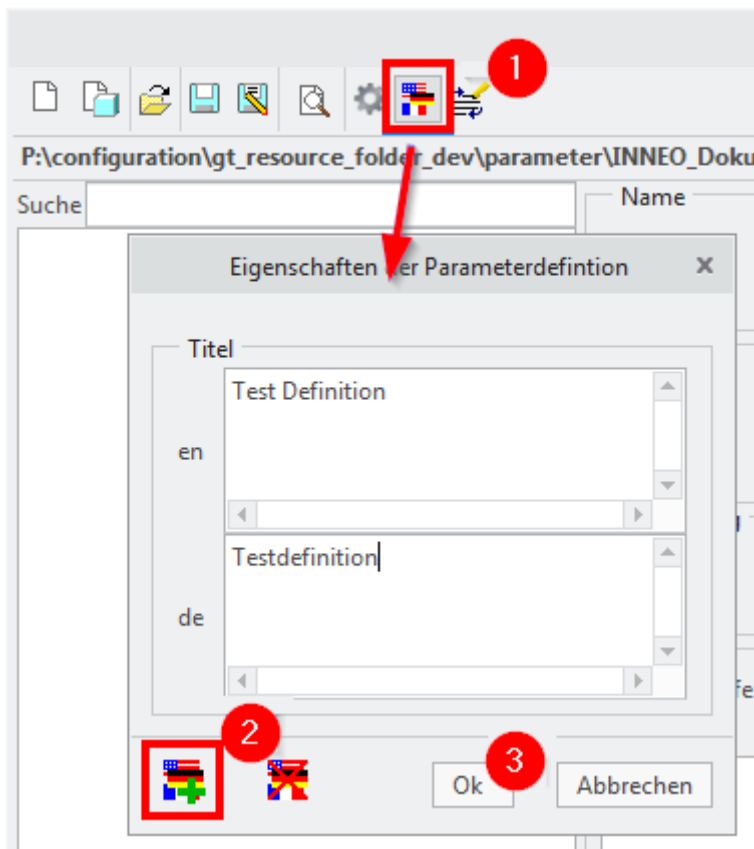 1
P:\configuration\gt_resource_folder_dev\parameter\INNEO_Doku
Suche
Name
Eigenschaften der Parameterdefintion
Titel
Test Definition
en
Testdefinition
de
2
3
Ok
Abbrechen